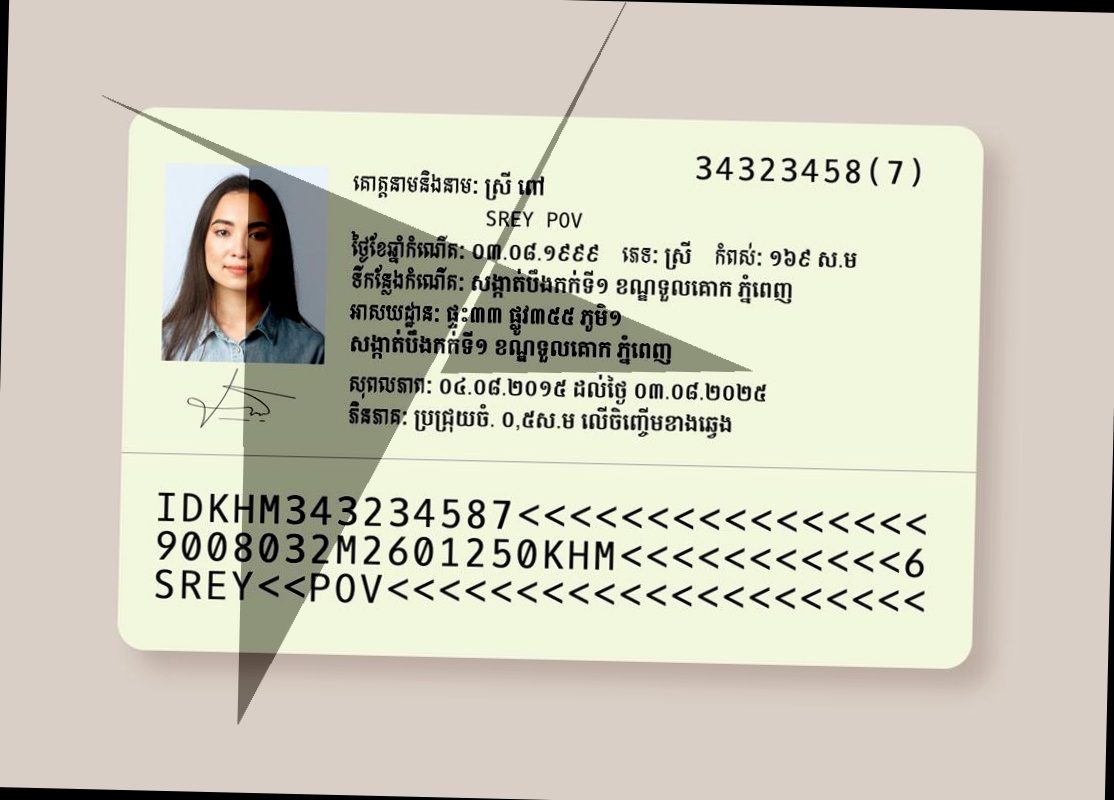 34323458(7)
គោត្តនាមនិងនាម: ស្រី ពៅ
SREY POV
ថ្ងៃខែឆ្នាំកំណើត: ០៣.០៨.១៩៩៩ ភេទ: ស្រី កំពស់: ១៦៩ ស.ម
ទីកន្លែងកំណើត: សង្កាត់បឹងកក់ទី១ ខណ្ឌទួលគោក ភ្នំពេញ
អាសយដ្ឋាន: ផ្ទះ៣៣ ផ្លូវ៣៥៥ ភូមិ១
សង្កាត់បឹងកក់ទី១ ខណ្ឌទួលគោក ភ្នំពេញ
សុពលភាព: ០៤.០៨.២០១៥ ដល់ថ្ងៃ ០៣.០៨.២០២៥
ភិនភាគ: ប្រជ្រុយចំ. ០,៥ស.ម លើចិញ្ចើមខាងឆ្វេង
IDKHM343234587<<<<<<<<<<<<<<<<
9008032M2601250KHM<<<<<<<<<<<6
SREY<<POV<<<<<<<<<<<<<<<<<<<<<